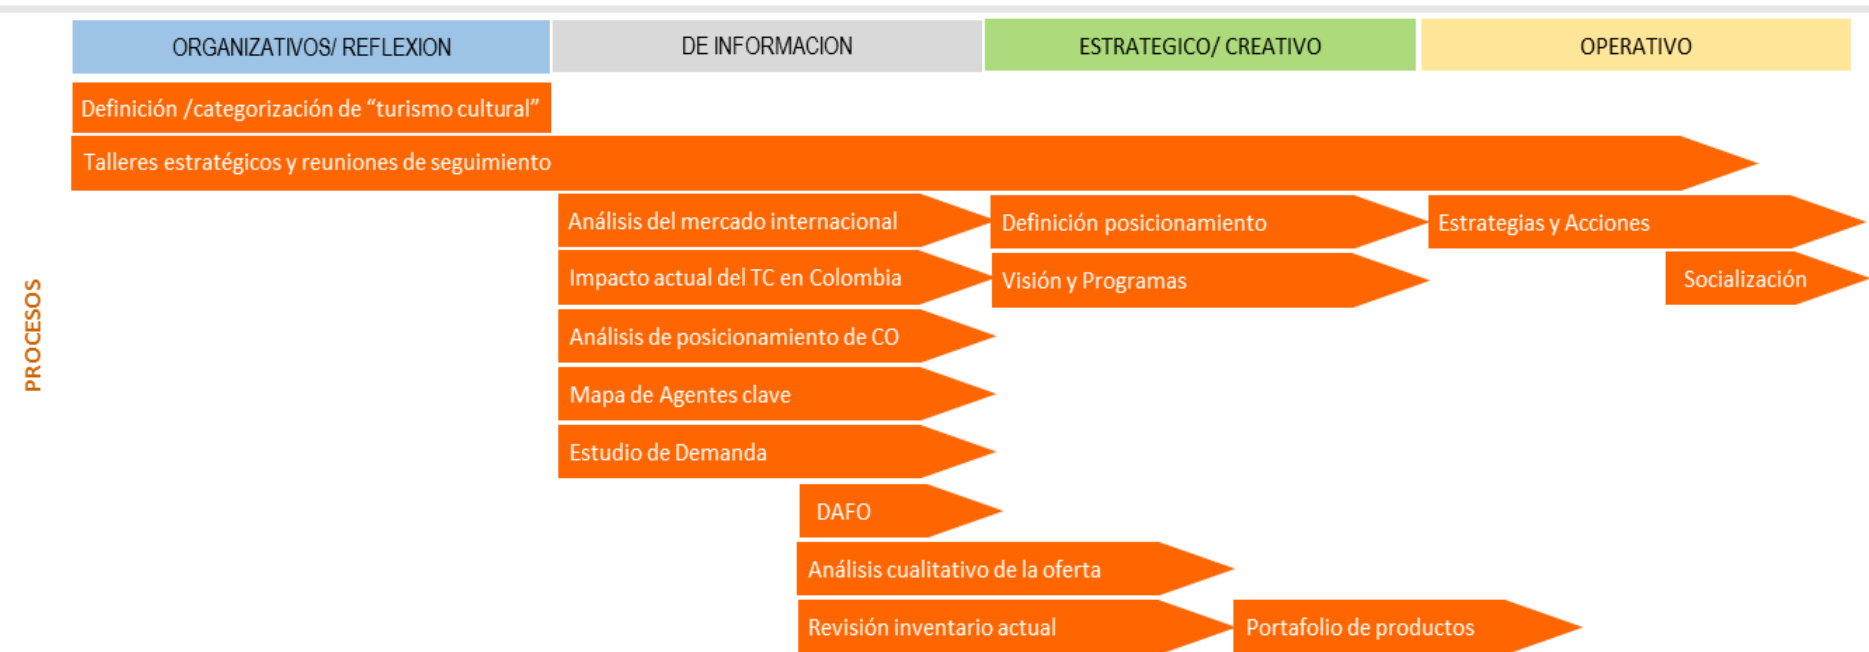 ORGANIZATIVOS/ REFLEXION
DE INFORMACION
ESTRATEGICO/ CREATIVO
OPERATIVO
Definición /categorización de “turismo cultural”
Talleres estratégicos y reuniones de seguimiento
Análisis del mercado internacional
Definición posicionamiento
Estrategias y Acciones
Impacto actual del TC en Colombia
Visión y Programas
Socialización
PROCESOS
Análisis de posicionamiento de CO
Mapa de Agentes clave
Estudio de Demanda
DAFO
Análisis cualitativo de la oferta
Revisión inventario actual
Portafolio de productos